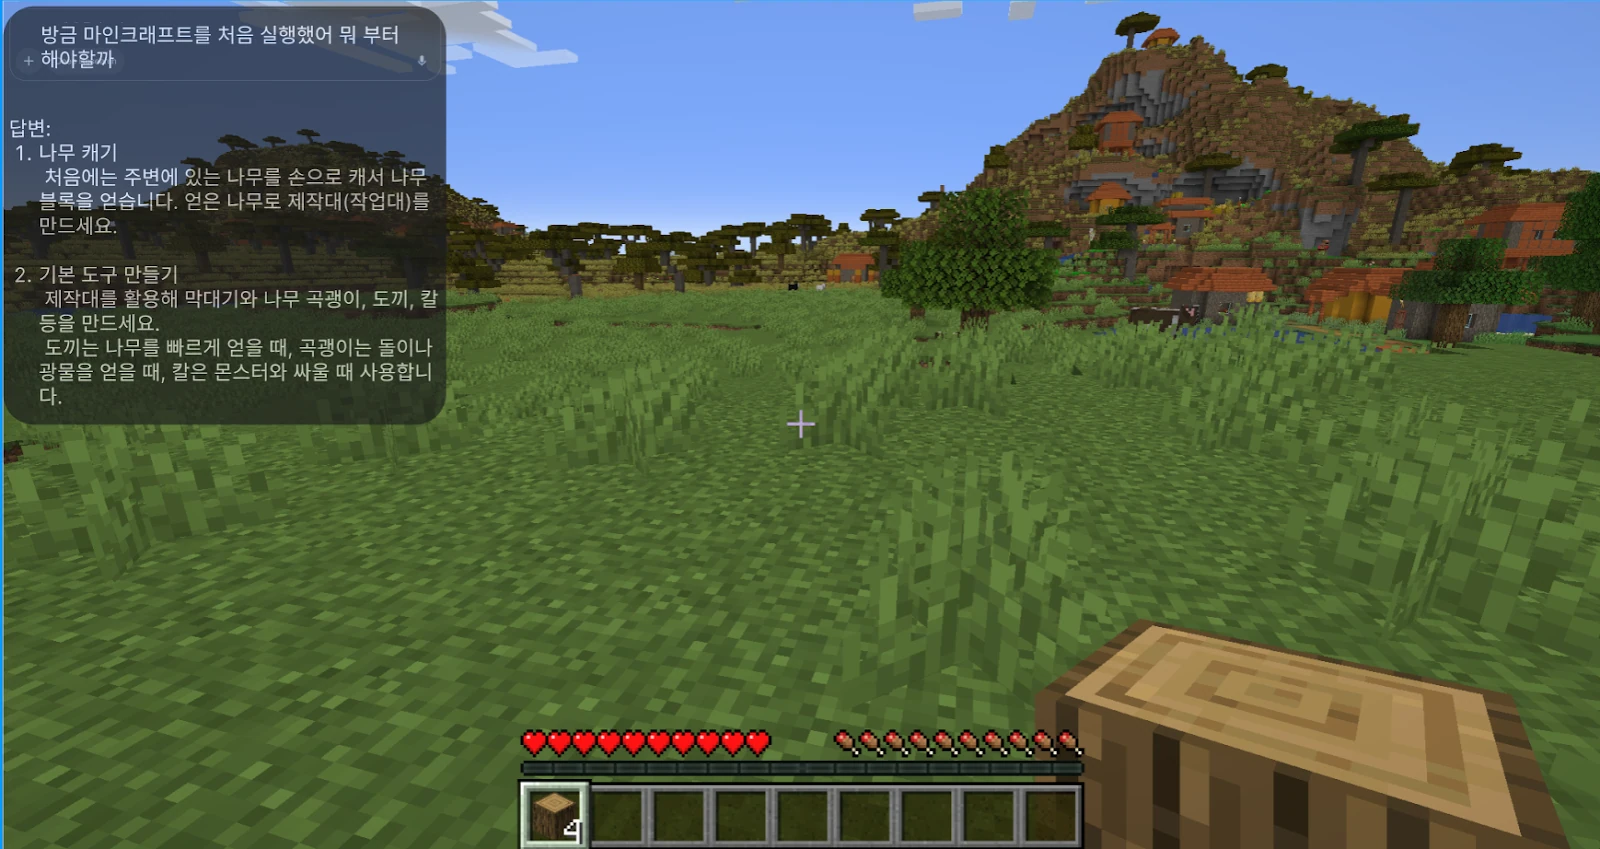 방금 마인크래프트를 처음 실행했어 뭐 부터
+ 해야할까
답변:
1. 나무 캐기
처음에는 주변에 있는 나무를 손으로 캐서 나무
블록을 얻습니다. 얻은 나무로 제작대(작업대)를
만드세요.
2. 기본 도구 만들기
제작대를 활용해 막대기와 나무 곡괭이, 도끼, 칼
등을 만드세요.
도끼는 나무를 빠르게 얻을 때, 곡괭이는 돌이나
광물을 얻을 때, 칼은 몬스터와 싸울 때 사용합니
다.
4